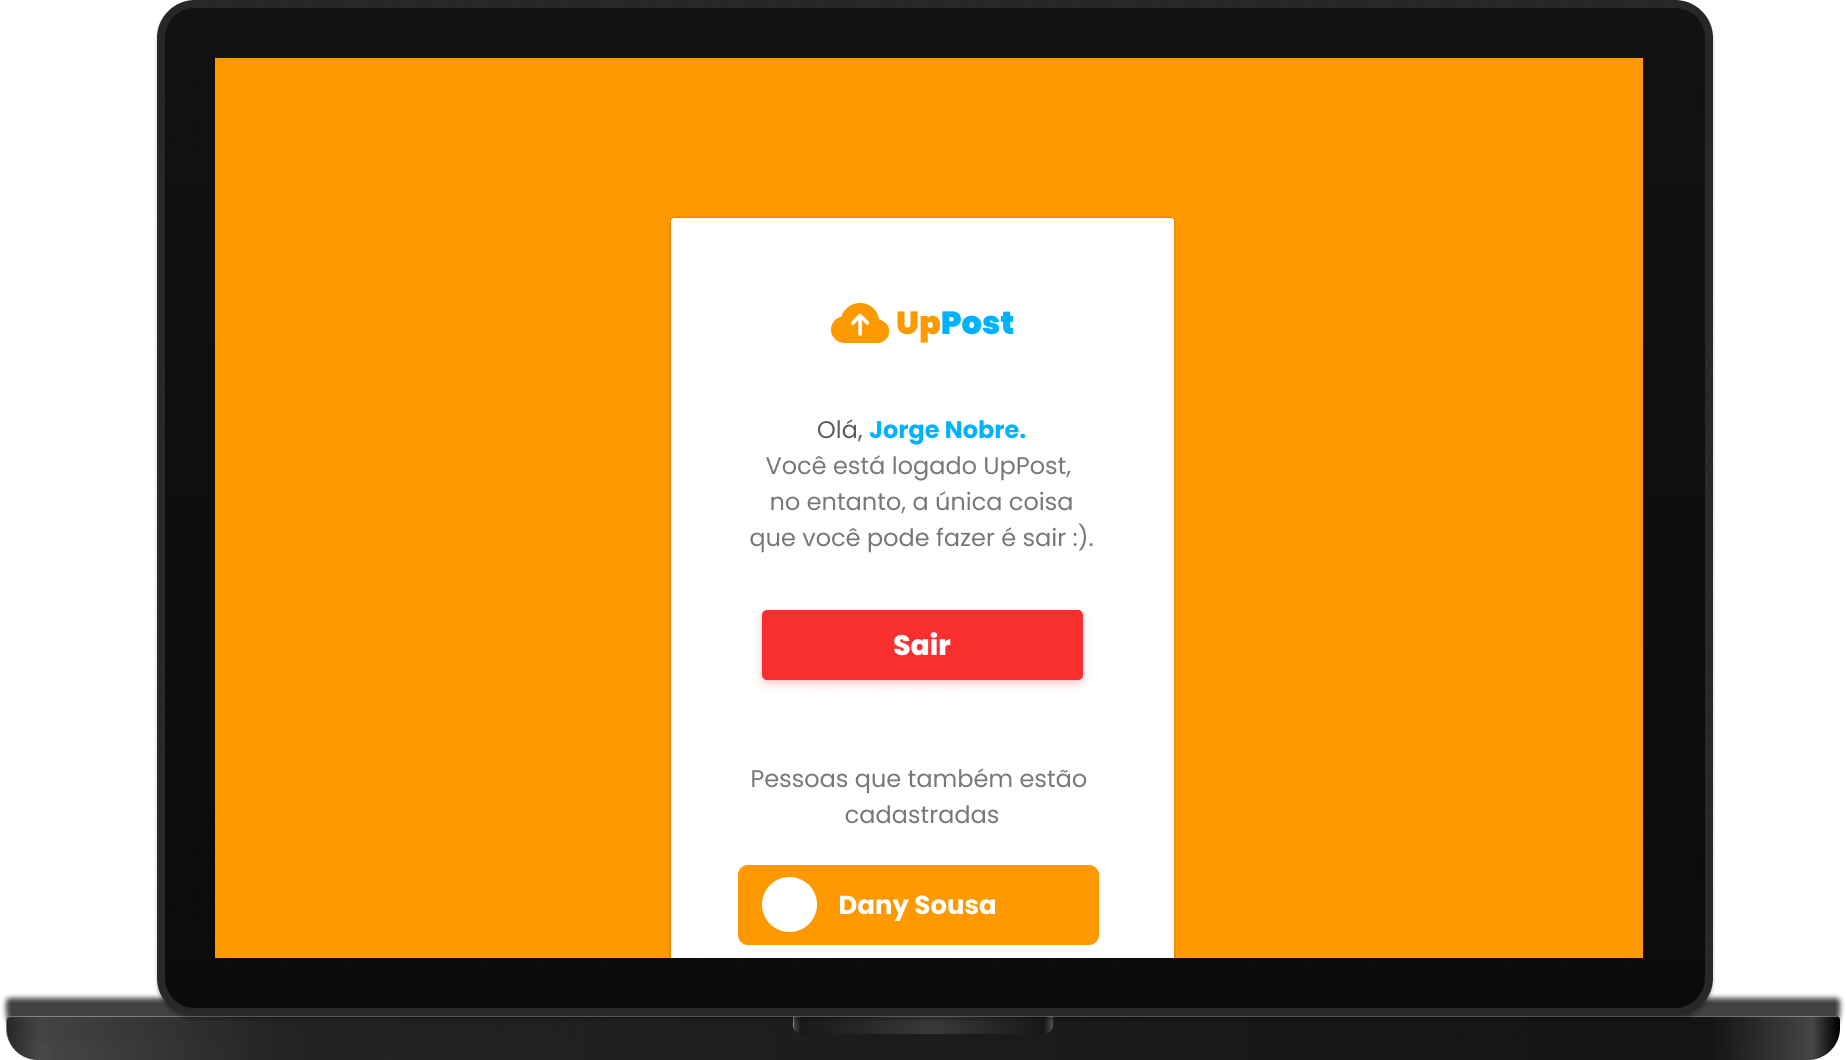 UpPost
Olá, Jorge Nobre.
Você está logado UpPost,
no entanto, a única coisa
que você pode fazer é sair :).
Sair
Pessoas que também estão
cadastradas
Dany Sousa